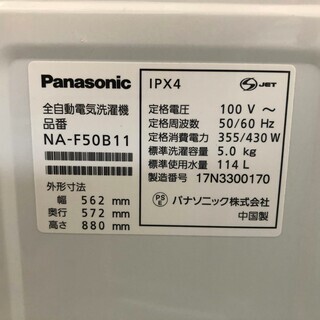 Panasonic
全自動電気洗濯機
品番
NA-F50B11
外形寸法
幅 562 mm
奥行 572 mm
高さ 880 mm
IPX4
S JET
定格電圧 100 V ～
定格周波数 50/60 Hz
定格消費電力 355/430 W
標準洗濯容量 5.0 kg
標準使用水量 114 L
製造番号 17N3300170
PS E パナソニック株式会社
中国製